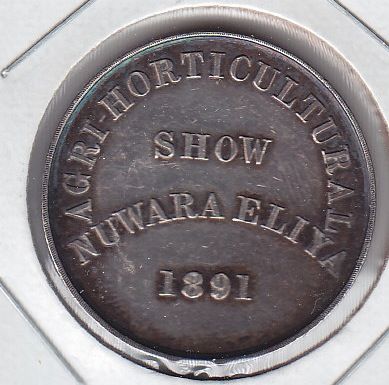 AGRI-HORTICULTURAL
SHOW
NUWARA ELIYA
1891